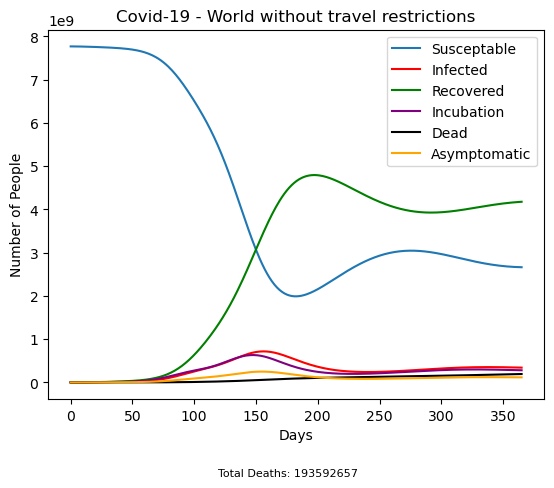 Covid-19 - World without travel restrictions
1e9
8
7
6
5
4
3
2
1
0
Number of People
Susceptable
Infected
Recovered
Incubation
Dead
Asymptomatic
0 50 100 150 200 250 300 350
Days
Total Deaths: 193592657